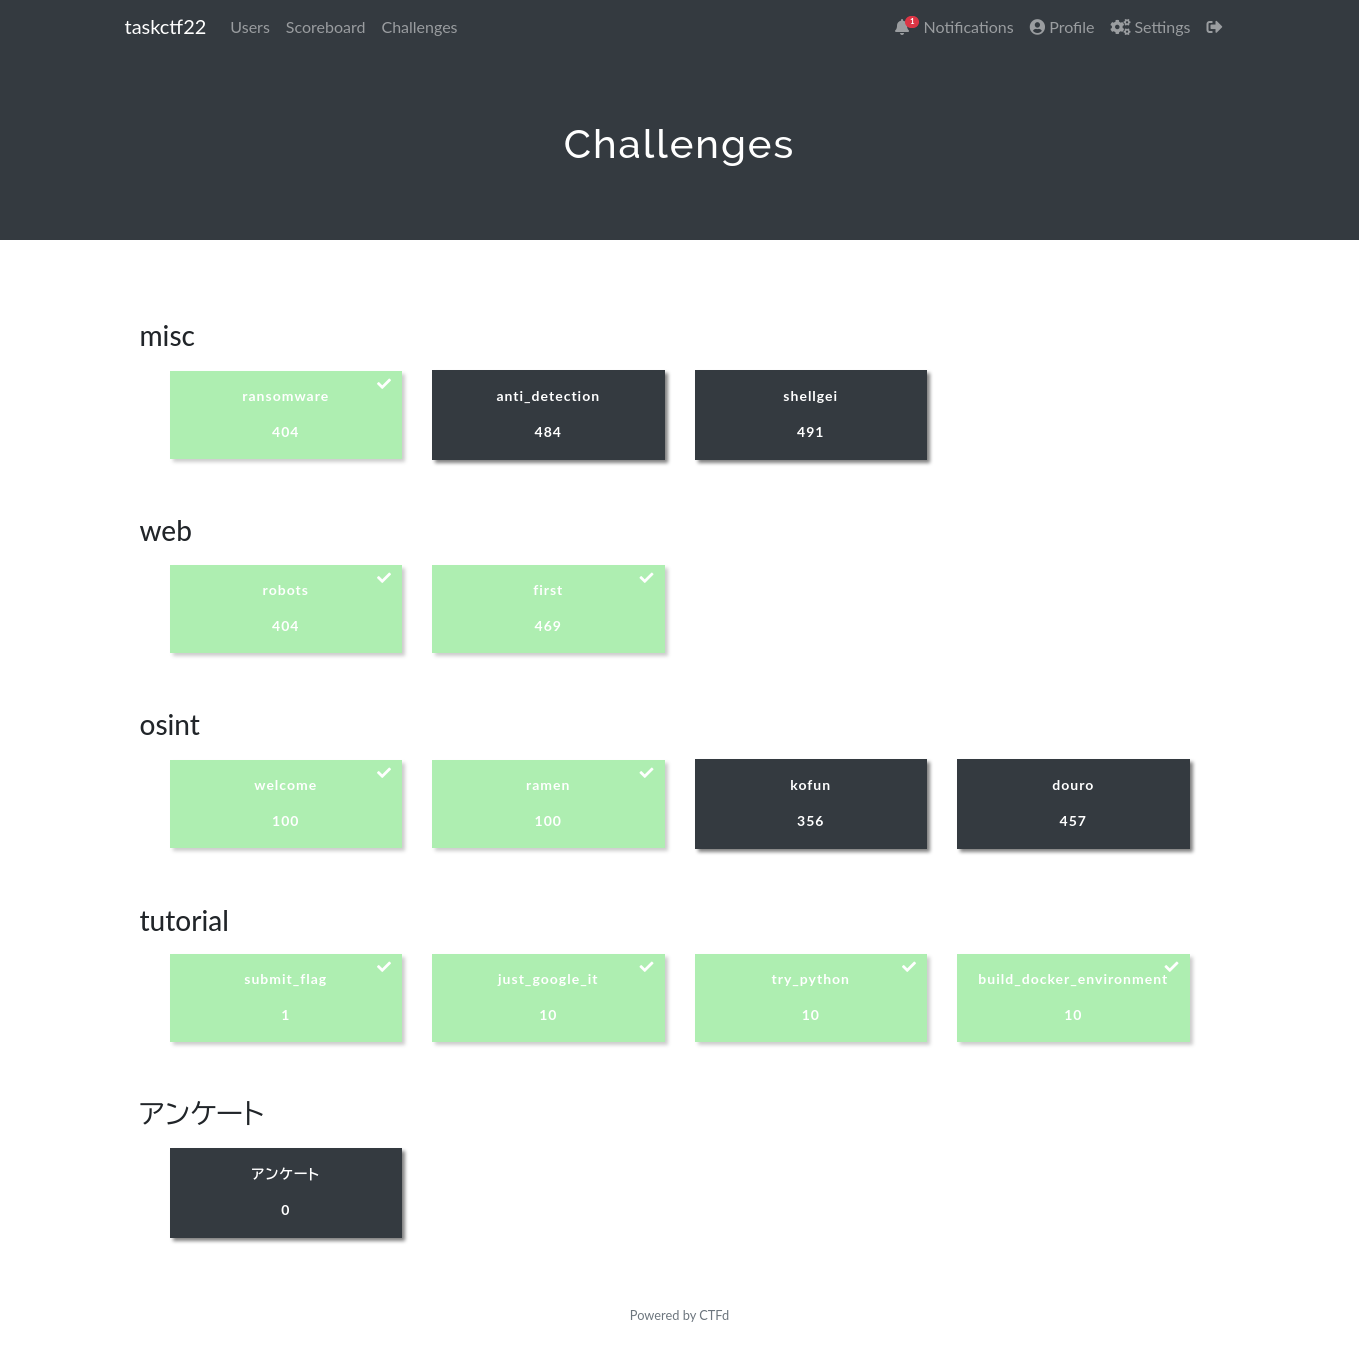 taskctf22 Users Scoreboard Challenges 1 Notifications Profile Settings
Challenges
misc
ransomware anti_detection shellgei
404 484 491
web
robots first
404 469
osint
welcome ramen kofun douro
100 100 356 457
tutorial
submit_flag just_google_it try_python build_docker_environment
1 10 10 10
アンケート
アンケート
0
Powered by CTFd